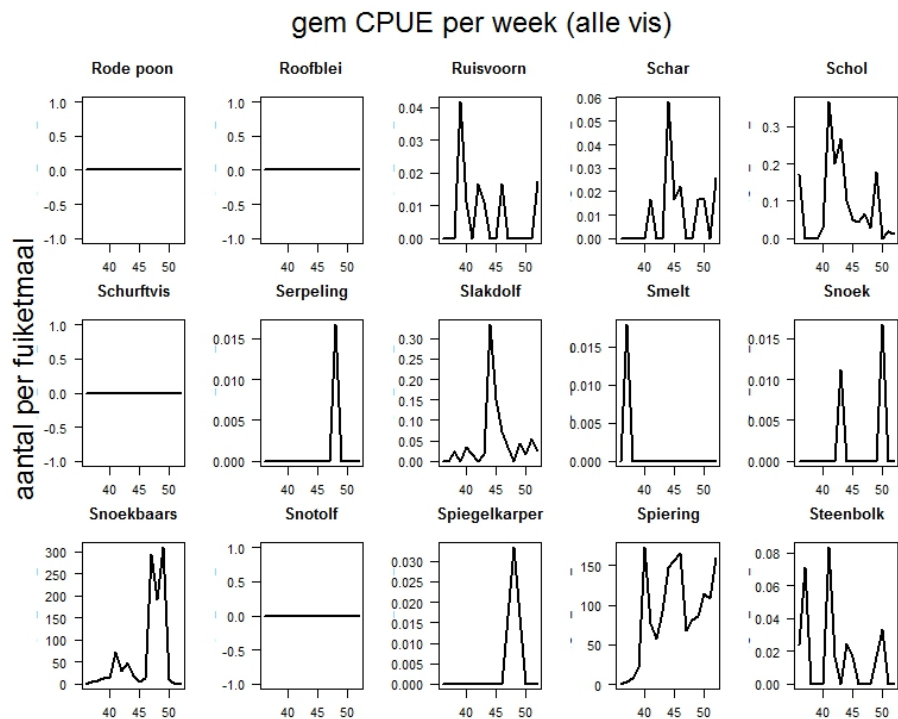 gem CPUE per week (alle vis)
aantal per fuiketmaal
Rode poon Roofblei Ruisvoorn Schar Schol
1.0 0.5 0.0 -0.5 -1.0
1.0 0.5 0.0 -0.5 -1.0
0.04 0.03 0.02 0.01 0.00
0.06 0.05 0.04 0.03 0.02 0.01 0.00
0.3 0.2 0.1 0.0
40 45 50 40 45 50 40 45 50 40 45 50 40 45 50
Schurftvis Serpeling Slakdolf Smelt Snoek
1.0 0.5 0.0 -0.5 -1.0
0.015 0.010 0.005 0.000
0.30 0.25 0.20 0.15 0.10 0.05 0.00
0.015 0.010 0.005 0.000
0.015 0.010 0.005 0.000
40 45 50 40 45 50 40 45 50 40 45 50 40 45 50
Snoekbaars Snotolf Spiegelkarper Spiering Steenbolk
300 250 200 150 100 50 0
1.0 0.5 0.0 -0.5 -1.0
0.030 0.025 0.020 0.015 0.010 0.005 0.000
150 100 50 0
0.08 0.06 0.04 0.02 0.00
40 45 50 40 45 50 40 45 50 40 45 50 40 45 50